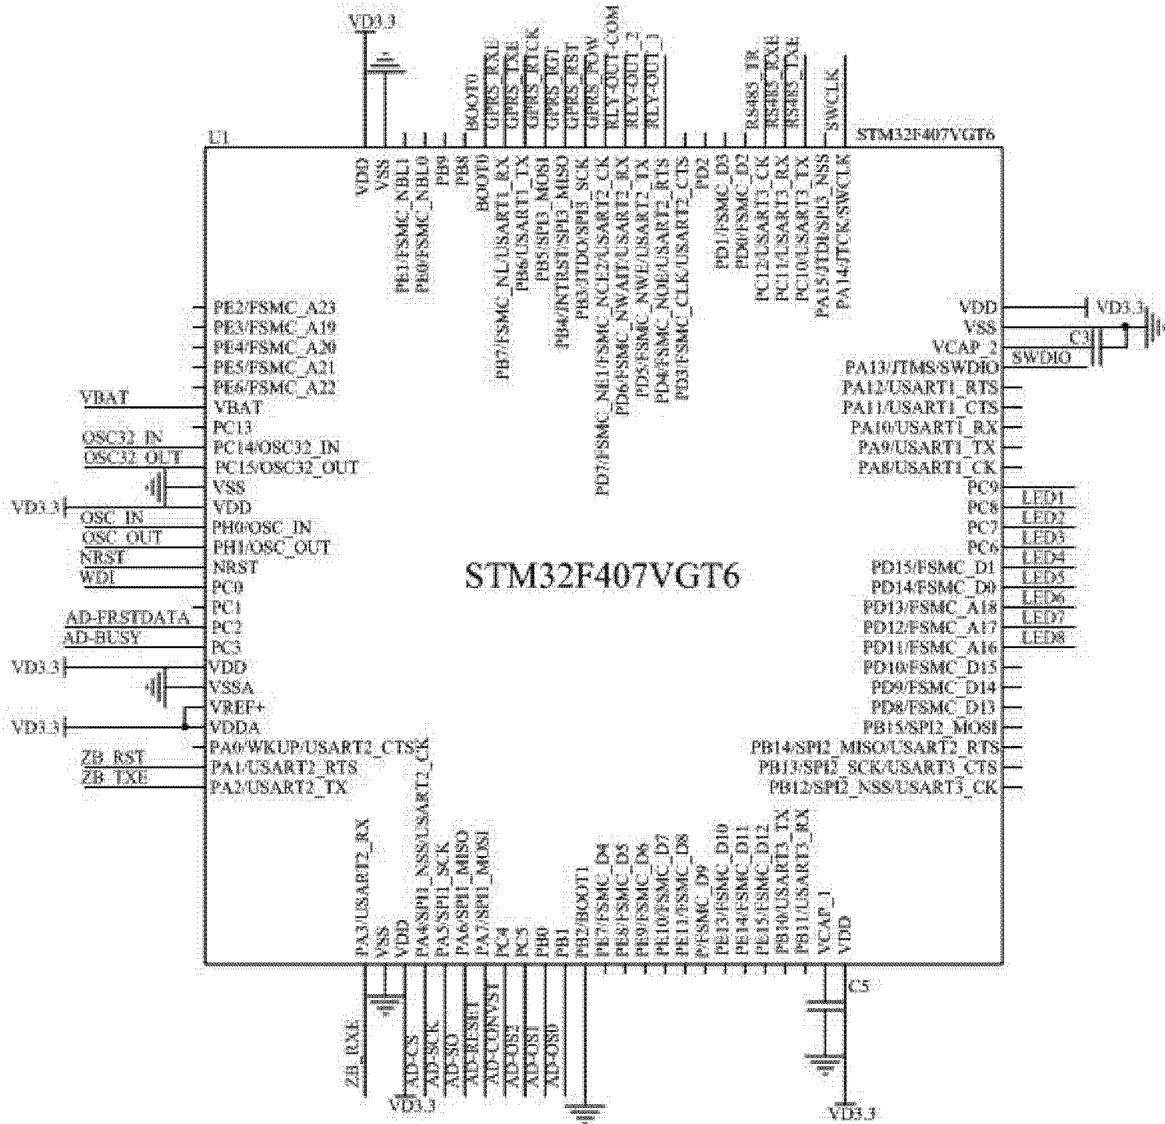 VD3.3
BOOT0
GPRS_RXE
GPRS_TXE
GPRS_RTCK
GPRS_IGT
GPRS_RST
GPRS_POW
RLY-OUT-COM
RLY-OUT_2
RLY-OUT_1
RS485_TR
RS485_RXE
RS485_TXE
SWCLK
U1
STM32F407VGT6
VDD
VSS
PE1/FSMC_NBL1
PE0/FSMC_NBL0
PB9
PB8
BOOT0
PB7/FSMC_NL/USART1_RX
PB6/USART1_TX
PB5/SPI3_MOSI
PB4/JNTRST/SPI3_MISO
PB3/JTDO/SPI3_SCK
PD7/FSMC_NE1/FSMC_NCE2/USART2_CK
PD6/FSMC_NWAIT/USART2_RX
PD5/FSMC_NWE/USART2_TX
PD4/FSMC_NOE/USART2_RTS
PD3/FSMC_CLK/USART2_CTS
PD2
PD1/FSMC_D3
PD0/FSMC_D2
PC12/USART3_CK
PC11/USART3_RX
PC10/USART3_TX
PA15/JTDI/SPI3_NSS
PA14/JTCK/SWCLK
PE2/FSMC_A23
PE3/FSMC_A19
PE4/FSMC_A20
PE5/FSMC_A21
PE6/FSMC_A22
VBAT
VBAT
PC13
OSC32_IN
PC14/OSC32_IN
OSC32_OUT
PC15/OSC32_OUT
VSS
VD3.3
VDD
OSC_IN
PH0/OSC_IN
OSC_OUT
PH1/OSC_OUT
NRST
NRST
WDI
PC0
PC1
AD-FRSTDATA
PC2
AD-BUSY
PC3
VD3.3
VDD
VSSA
VREF+
VD3.3
VDDA
PA0/WKUP/USART2_CTS
ZB_RST
PA1/USART2_RTS
ZB_TXE
PA2/USART2_TX
STM32F407VGT6
VDD
VD3.3
VSS
C3
VCAP_2
SWDIO
PA13/JTMS/SWDIO
PA12/USART1_RTS
PA11/USART1_CTS
PA10/USART1_RX
PA9/USART1_TX
PA8/USART1_CK
PC9
LED1
PC8
LED2
PC7
LED3
PC6
LED4
PD15/FSMC_D1
LED5
PD14/FSMC_D0
LED6
PD13/FSMC_A18
LED7
PD12/FSMC_A17
LED8
PD11/FSMC_A16
PD10/FSMC_D15
PD9/FSMC_D14
PD8/FSMC_D13
PB15/SPI2_MOSI
PB14/SPI2_MISO/USART2_RTS
PB13/SPI2_SCK/USART3_CTS
PB12/SPI2_NSS/USART3_CK
PA3/USART2_RX
VSS
VDD
PA4/SPI1_NSS/USART2_CK
PA5/SPI1_SCK
PA6/SPI1_MISO
PA7/SPI1_MOSI
PC4
PC5
PB0
PB1
PB2/BOOT1
PE7/FSMC_D4
PE8/FSMC_D5
PE9/FSMC_D6
PE10/FSMC_D7
PE11/FSMC_D8
P/FSMC_D9
PE13/FSMC_D10
PE14/FSMC_D11
PE15/FSMC_D12
PB10/USART3_TX
PB11/USART3_RX
VCAP_1
VDD
C5
ZB_RXE
AD-CS
AD-SCK
AD-SO
AD-RESET
AD-CONVST
AD-OS2
AD-OS1
AD-OS0
VD3.3
VD3.3